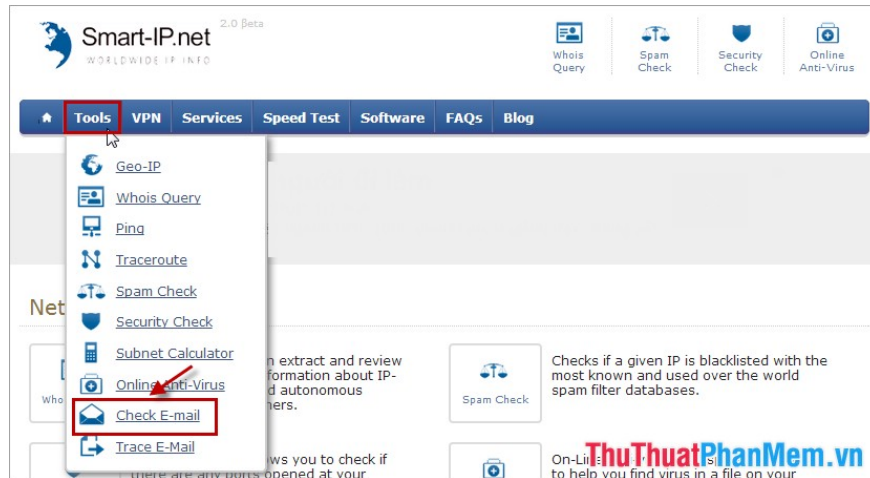 Smart-IP.net 2.0 βeta
WORLDWIDE IP INFO
Whois Query
Spam Check
Security Check
Online Anti-Virus
Tools VPN Services Speed Test Software FAQs Blog
Geo-IP
Whois Query
Ping
Traceroute
Spam Check
Security Check
Subnet Calculator
Online Anti-Virus
Check E-mail
Trace E-Mail
Net
Who
extract and review
formation about IP-
autonomous
Spam Check
Checks if a given IP is blacklisted with the
most known and used over the world
spam filter databases.
ws you to check if
there are any ports opened at your
On-Li
to help you find virus in a file on your
ThuThuatPhanMem.vn